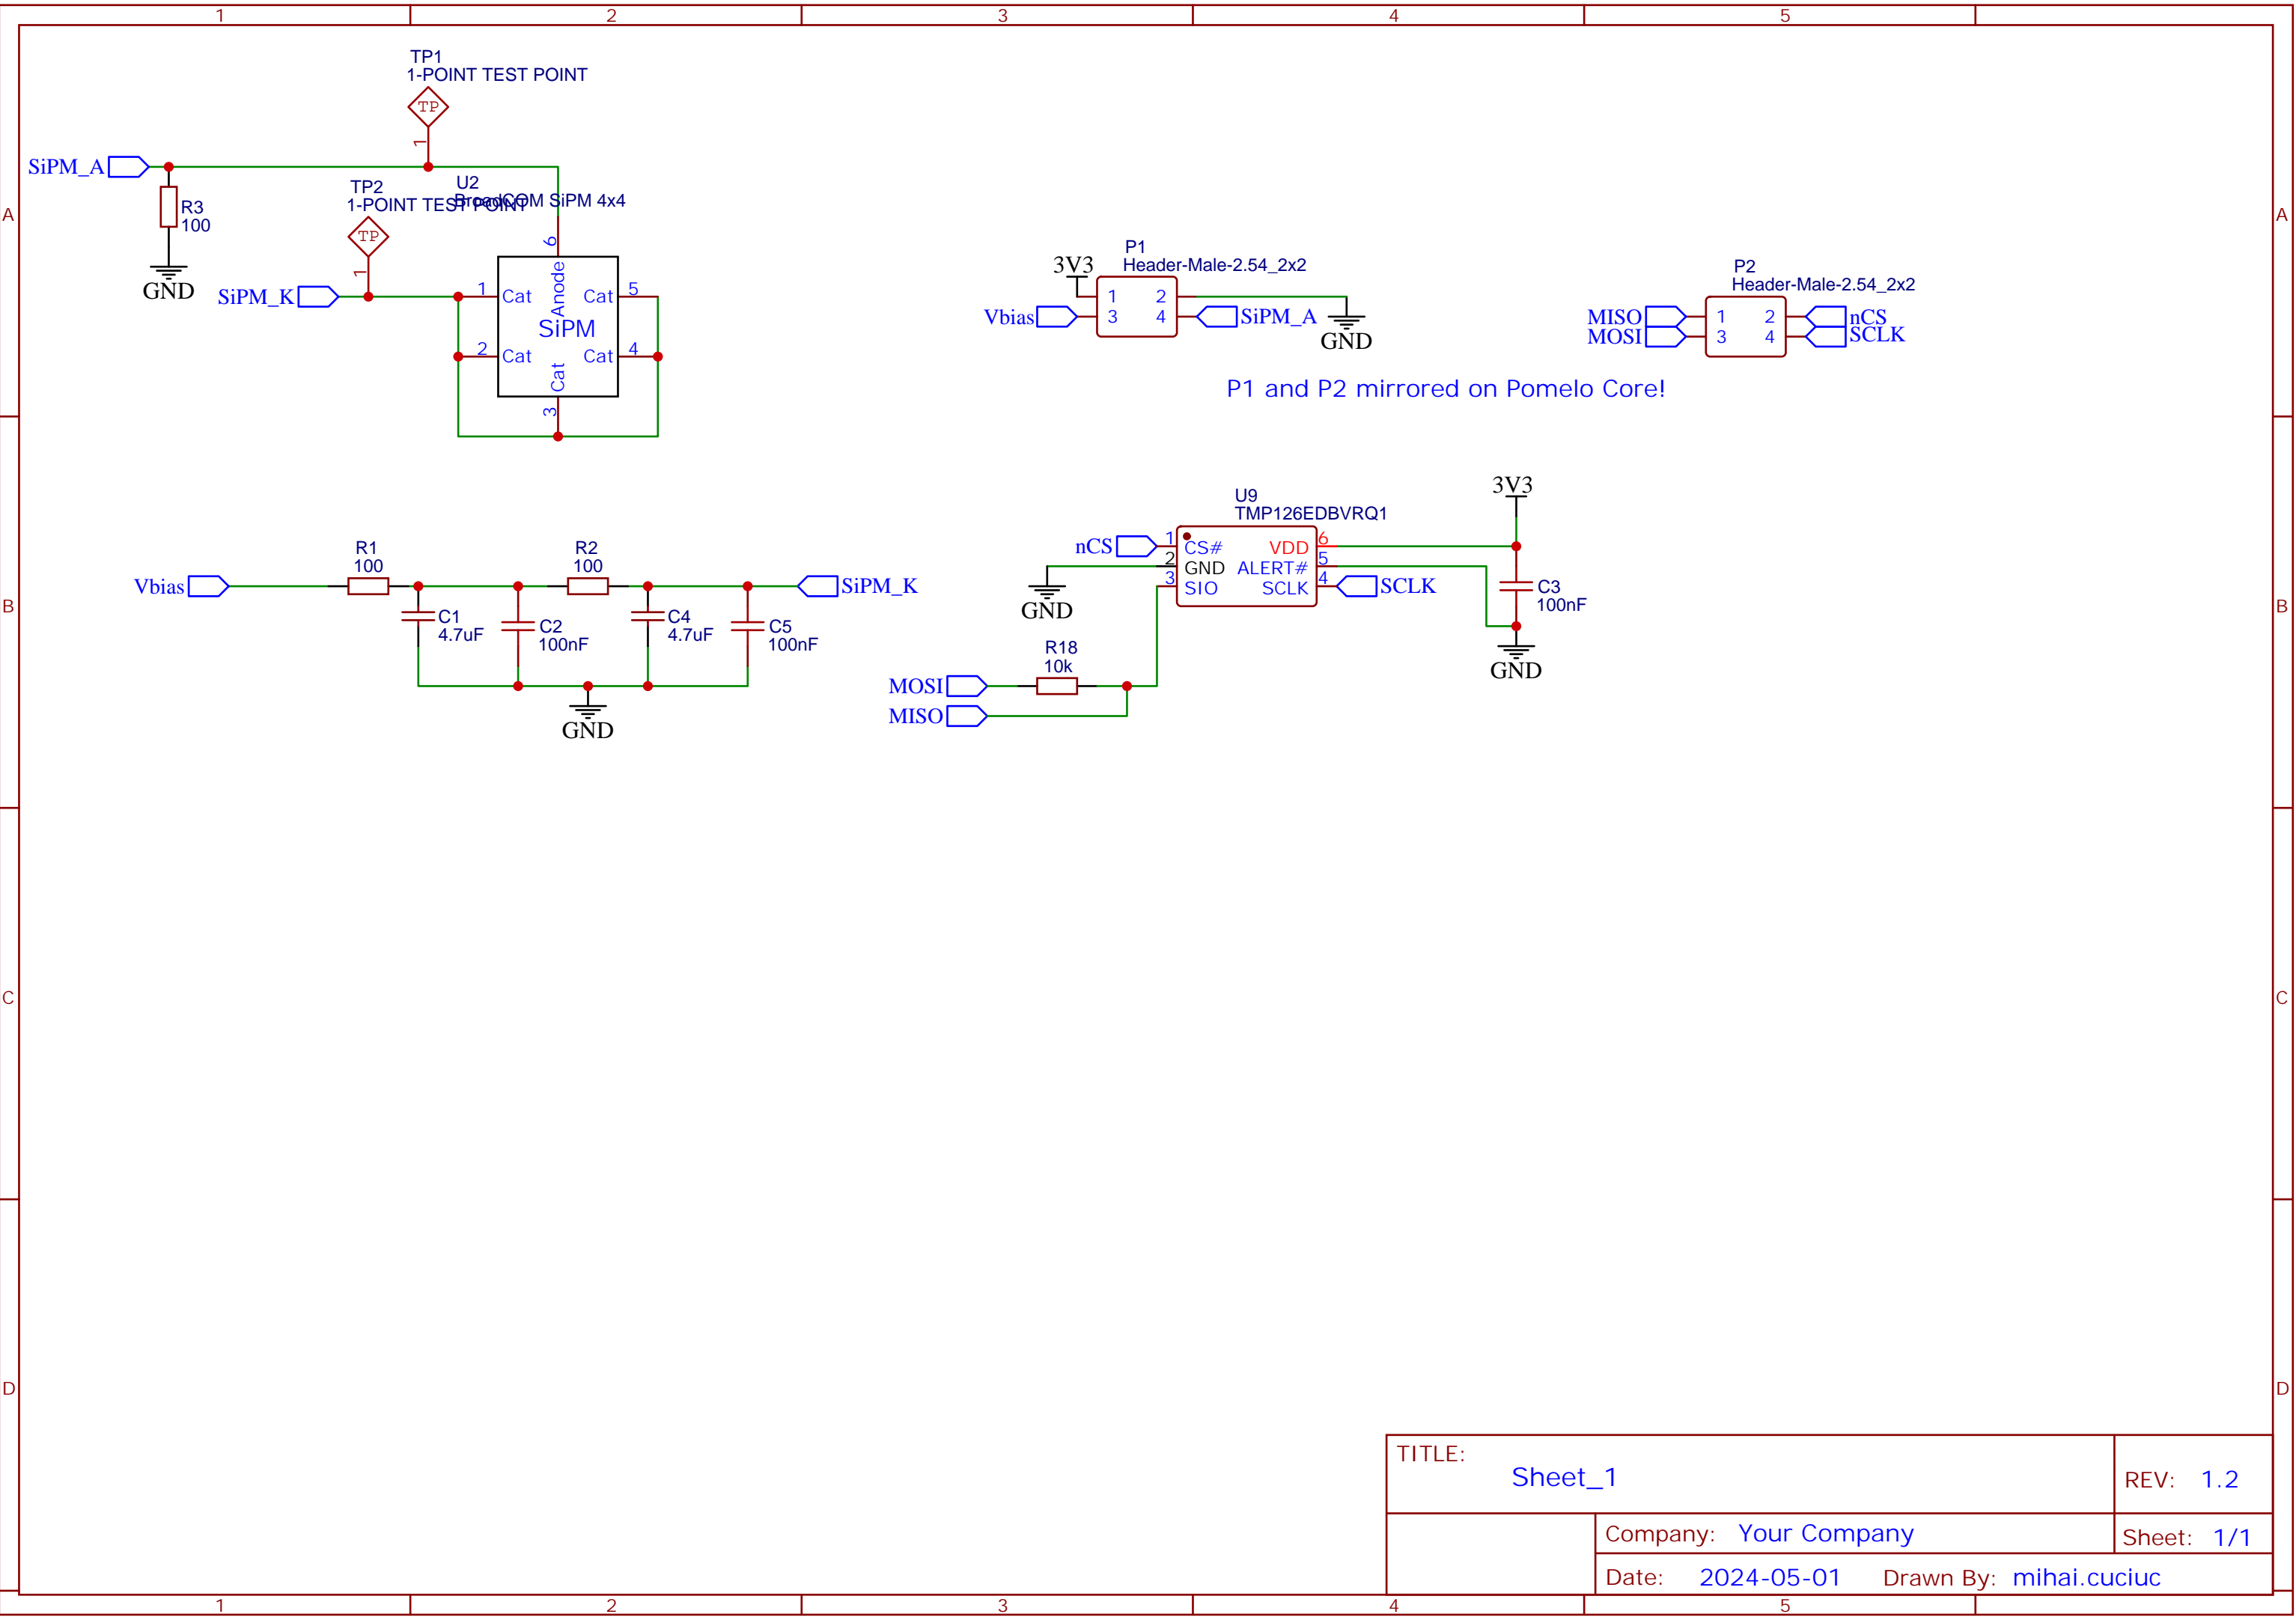 1 2 3 4 5
TP1
1-POINT TEST POINT
TP
1
SiPM_A
R3
100
GND
TP2
1-POINT TEST POINT
TP
1
U2
BroadCOM SiPM 4x4
SiPM_K
6
Anode
1 Cat
Cat 5
SiPM
2 Cat
Cat 4
Cat
3
P1
Header-Male-2.54_2x2
3V3
1 2
Vbias
3 4
SiPM_A
GND
P2
Header-Male-2.54_2x2
MISO
1 2
nCS
MOSI
3 4
SCLK
P1 and P2 mirrored on Pomelo Core!
A
A
Vbias
R1
100
R2
100
SiPM_K
C1
4.7uF
C2
100nF
C4
4.7uF
C5
100nF
GND
U9
TMP126EDBVRQ1
nCS
1 CS#
VDD 6
2 GND
ALERT# 5
3 SIO
SCLK 4
SCLK
GND
3V3
C3
100nF
GND
R18
10k
MOSI
MISO
B
B
C
C
D
D
TITLE:
Sheet_1
REV: 1.2
Company: Your Company
Sheet: 1/1
Date: 2024-05-01 Drawn By: mihai.cuciuc
1 2 3 4 5